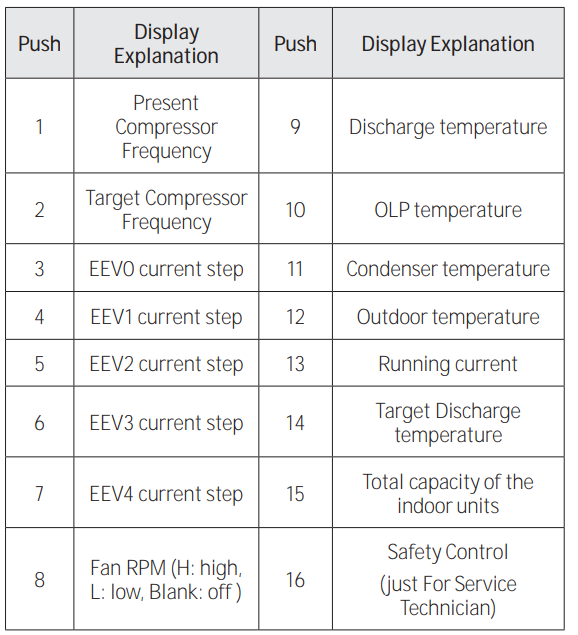 Push
Display
Explanation
Push
Display Explanation
1
Present
Compressor
Frequency
9
Discharge temperature
2
Target Compressor
Frequency
10
OLP temperature
3
EEV0 current step
11
Condenser temperature
4
EEV1 current step
12
Outdoor temperature
5
EEV2 current step
13
Running current
6
EEV3 current step
14
Target Discharge
temperature
7
EEV4 current step
15
Total capacity of the
indoor units
8
Fan RPM (H: high,
L: low, Blank: off )
16
Safety Control
(just For Service
Technician)